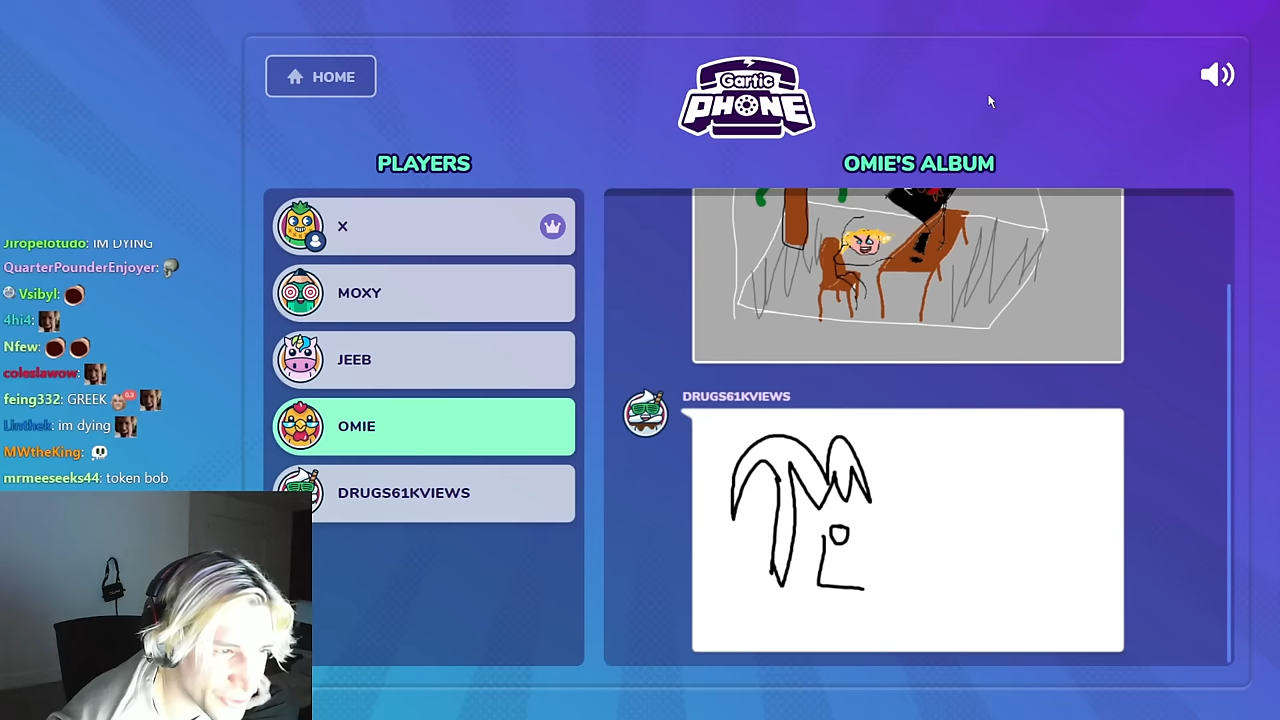 HOME
Gartic
PHONE
PLAYERS
OMIE'S ALBUM
X
MOXY
JEEB
OMIE
DRUGS61KVIEWS
DRUGS61KVIEWS
Jiropelotudo: IM DYING
QuarterPounderEnjoyer:
Vsibyl:
4hi4:
Nfew:
coleslawow:
feing332: GREEK
Limthek: im dying
MWtheKing:
mrmeeseeks44: token bob